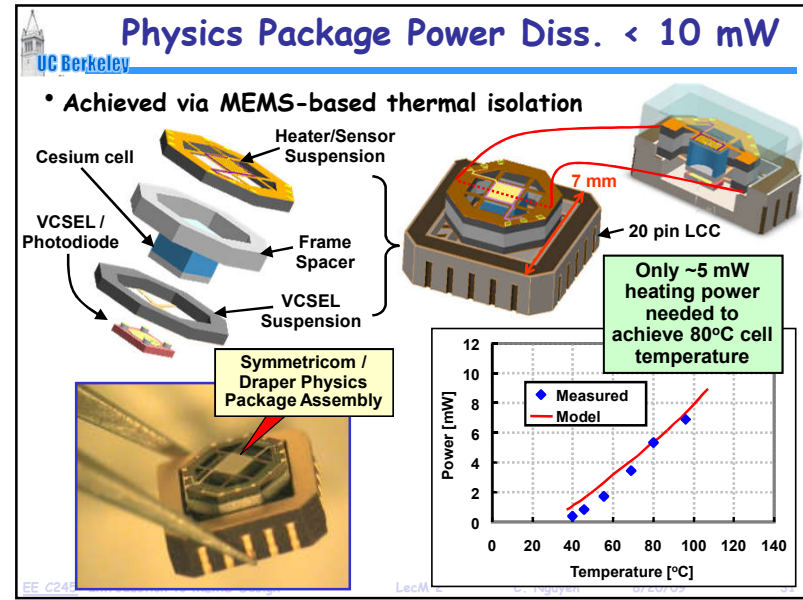 Physics Package Power Diss. < 10 mW
UC Berkeley
• Achieved via MEMS-based thermal isolation
Heater/Sensor
Suspension
Cesium cell
VCSEL /
Photodiode
Frame
Spacer
VCSEL
Suspension
7 mm
20 pin LCC
Only ~5 mW
heating power
needed to
achieve 80°C cell
temperature
Symmetricom /
Draper Physics
Package Assembly
Power [mW]
12
10
8
6
4
2
0
Measured
Model
0 20 40 60 80 100 120 140
Temperature [°C]
EE C245
LecM 2
C. Nguyen